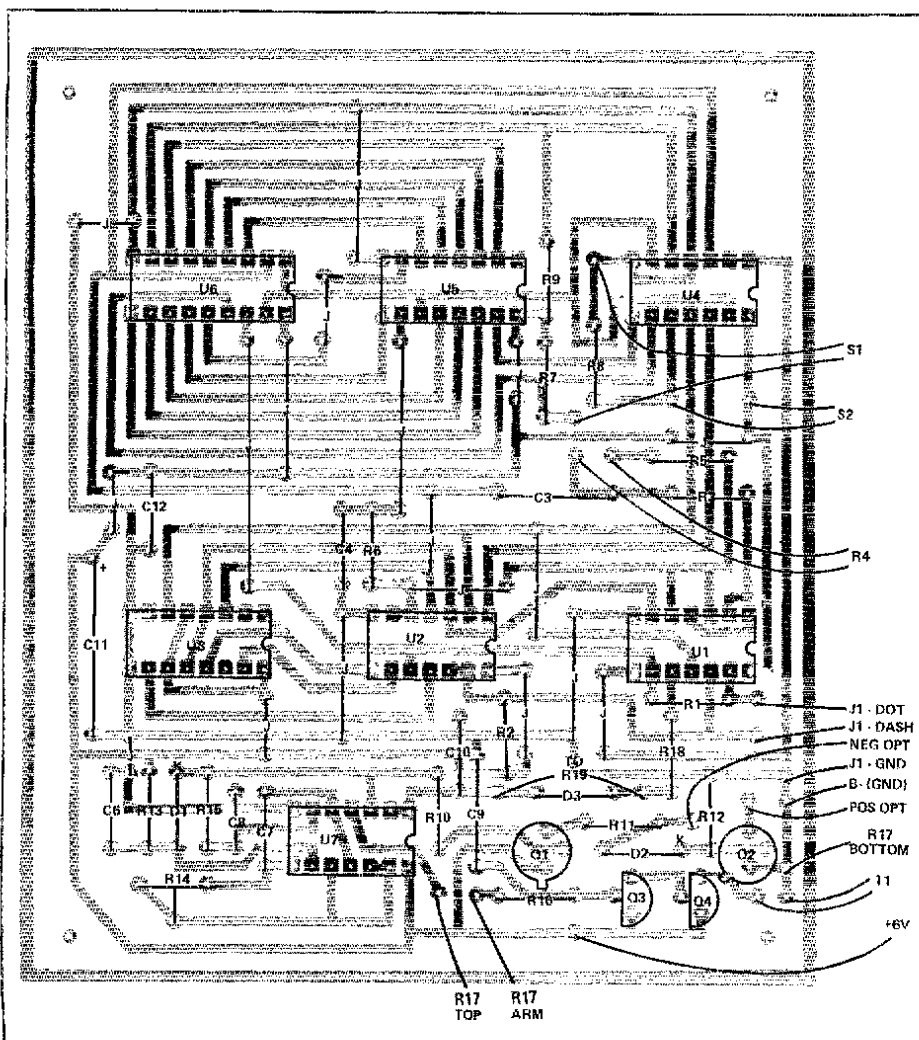 U6
U5
R9
U4
S1
R7
R8
S2
C12
C3
R4
C4
R6
C11
U2
U1
R1
J1 - DOT
J1 - DASH
R2
R18
NEG OPT
C10
R19
J1 - GND
D3
B- (GND)
C6
R13
D1
R15
C8
C7
U7
R10
C9
R11
R12
POS OPT
X
R17
BOTTOM
Q1
D2
Q2
R14
R16
Q3
Q4
T1
+6V
R17
TOP
R17
ARM